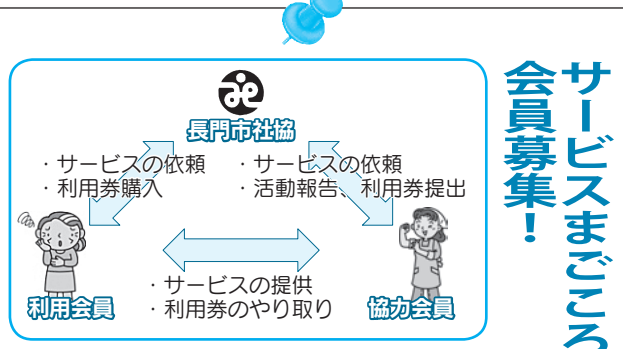 サービスまごころ
会員募集！
長門市社協
・サービスの依頼
・利用券購入
・サービスの依頼
・活動報告、利用券提出
・サービスの提供
・利用券のやり取り
利用会員
協力会員